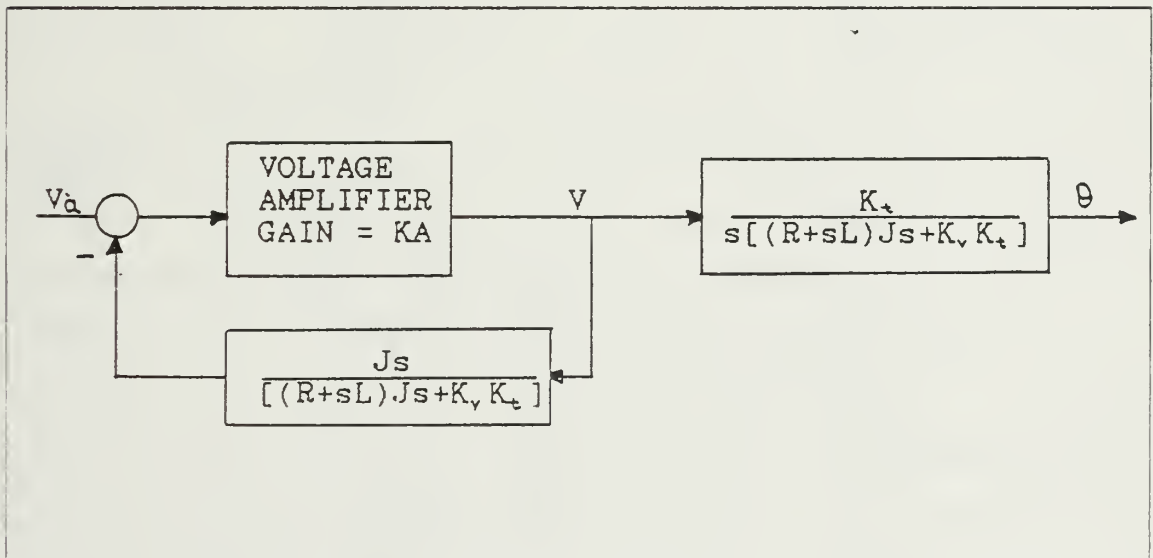 VOLTAGE
AMPLIFIER
GAIN = KA
Va
V
Kt
s[(R+sL)Js+KvKt]
θ
-
Js
[(R+sL)Js+KvKt]